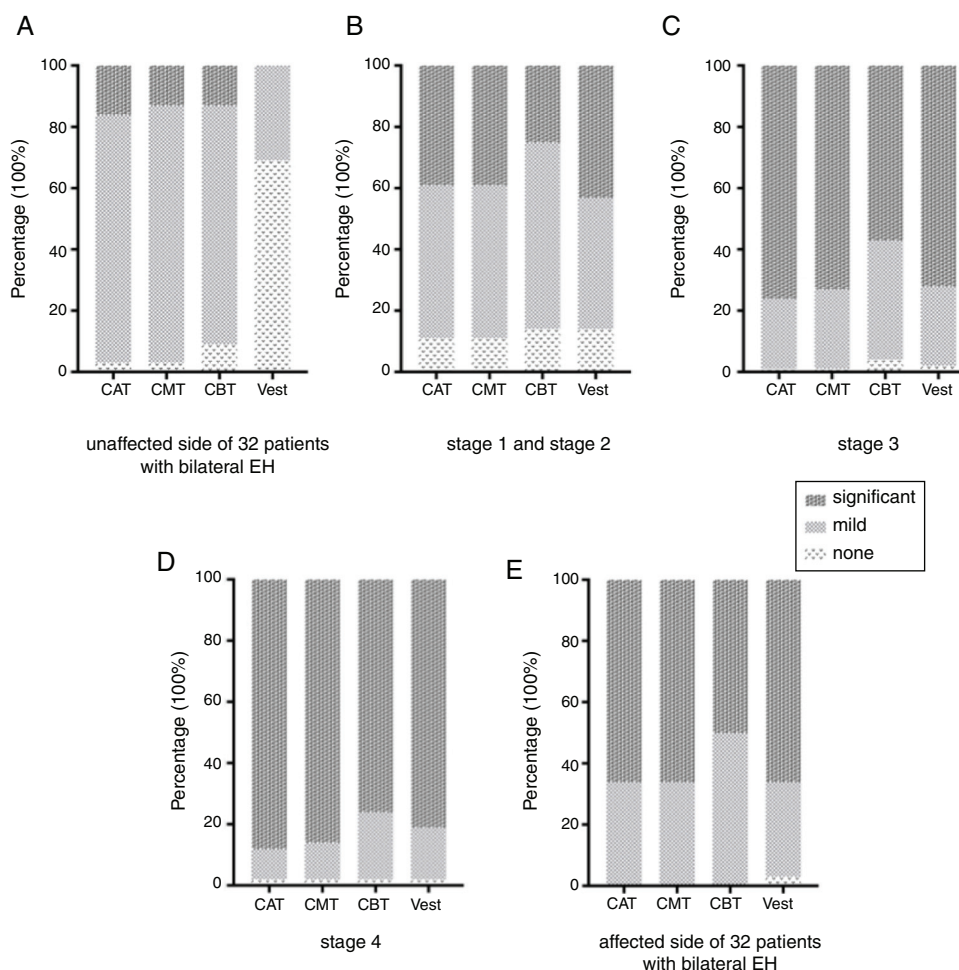 A
Percentage (100%)
100
80
60
40
20
0
CAT CMT CBT Vest
unaffected side of 32 patients
with bilateral EH
B
Percentage (100%)
100
80
60
40
20
0
CAT CMT CBT Vest
stage 1 and stage 2
C
Percentage (100%)
100
80
60
40
20
0
CAT CMT CBT Vest
stage 3
significant
mild
none
D
Percentage (100%)
100
80
60
40
20
0
CAT CMT CBT Vest
stage 4
E
Percentage (100%)
100
80
60
40
20
0
CAT CMT CBT Vest
affected side of 32 patients
with bilateral EH